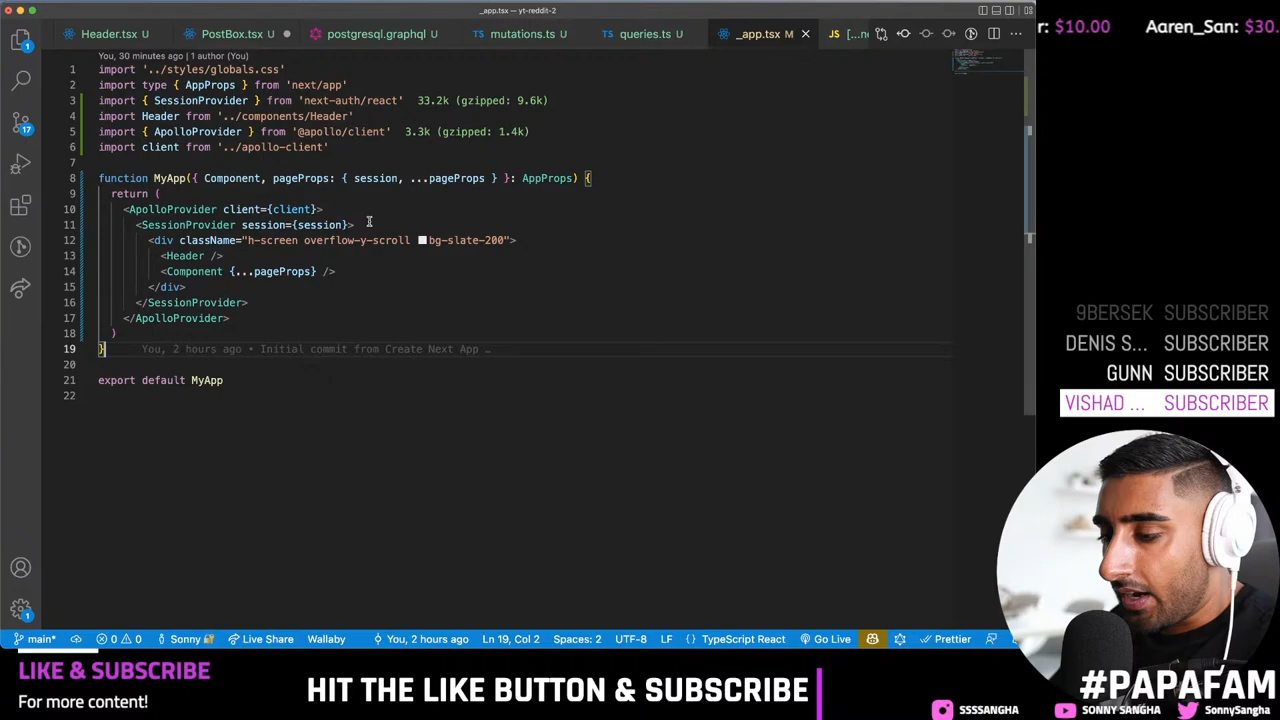 _app.tsx — yt-reddit-2
r: $10.00 Aaren_San: $30.
Header.tsx U
PostBox.tsx
postgresql.graphql U
TS mutations.ts U
TS queries.ts U
_app.tsx M
JS [...n
You, 30 minutes ago | 1 author (You)
1 import '../styles/globals.css'
2 import type { AppProps } from 'next/app'
3 import { SessionProvider } from 'next-auth/react' 33.2k (gzipped: 9.6k)
4 import Header from '../components/Header'
5 import { ApolloProvider } from '@apollo/client' 3.3k (gzipped: 1.4k)
6 import client from '../apollo-client'
7
8 function MyApp({ Component, pageProps: { session, ...pageProps } }: AppProps) {
9 return (
10 <ApolloProvider client={client}>
11 <SessionProvider session={session}>
12 <div className="h-screen overflow-y-scroll bg-slate-200">
13 <Header />
14 <Component {...pageProps} />
15 </div>
16 </SessionProvider>
17 </ApolloProvider>
18 )
19 } You, 2 hours ago • Initial commit from Create Next App …
20
21 export default MyApp
22
1
17
1
9BERSEK SUBSCRIBER
DENIS S... SUBSCRIBER
GUNN SUBSCRIBER
VISHAD ... SUBSCRIBER
main* 0 0 Sonny Live Share Wallaby You, 2 hours ago Ln 19, Col 2 Spaces: 2 UTF-8 LF {} TypeScript React Go Live Prettier
LIKE & SUBSCRIBE
For more content!
HIT THE LIKE BUTTON & SUBSCRIBE
#PAPAFAM
SSSSANGHA SONNY SANGHA SonnySangha